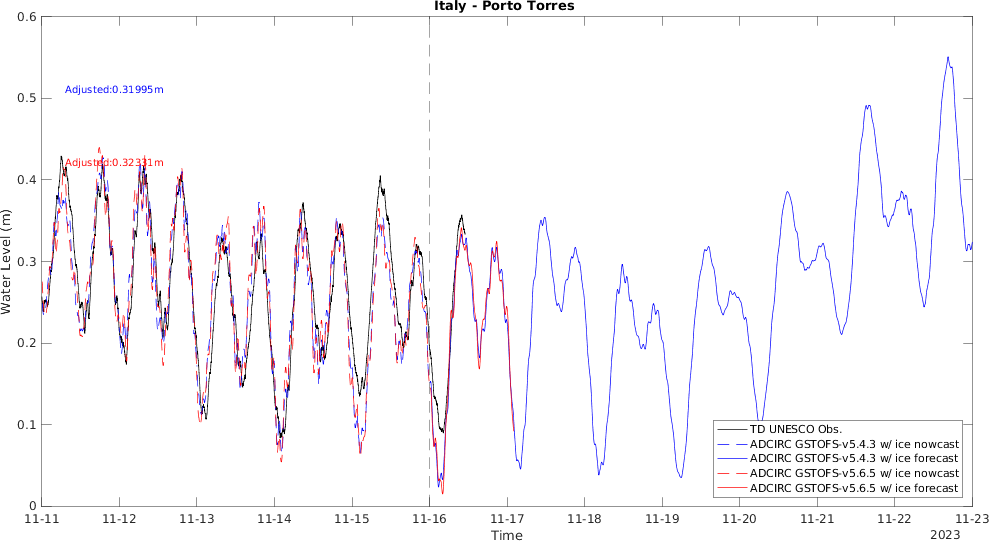 Italy - Porto Torres
0.6
0.5
0.4
0.3
0.2
0.1
0
Water Level (m)
Adjusted:0.31995m
Adjusted:0.32331m
TD UNESCO Obs.
ADCIRC GSTOFS-v5.4.3 w/ ice nowcast
ADCIRC GSTOFS-v5.4.3 w/ ice forecast
ADCIRC GSTOFS-v5.6.5 w/ ice nowcast
ADCIRC GSTOFS-v5.6.5 w/ ice forecast
11-11 11-12 11-13 11-14 11-15 11-16 11-17 11-18 11-19 11-20 11-21 11-22 11-23
Time
2023